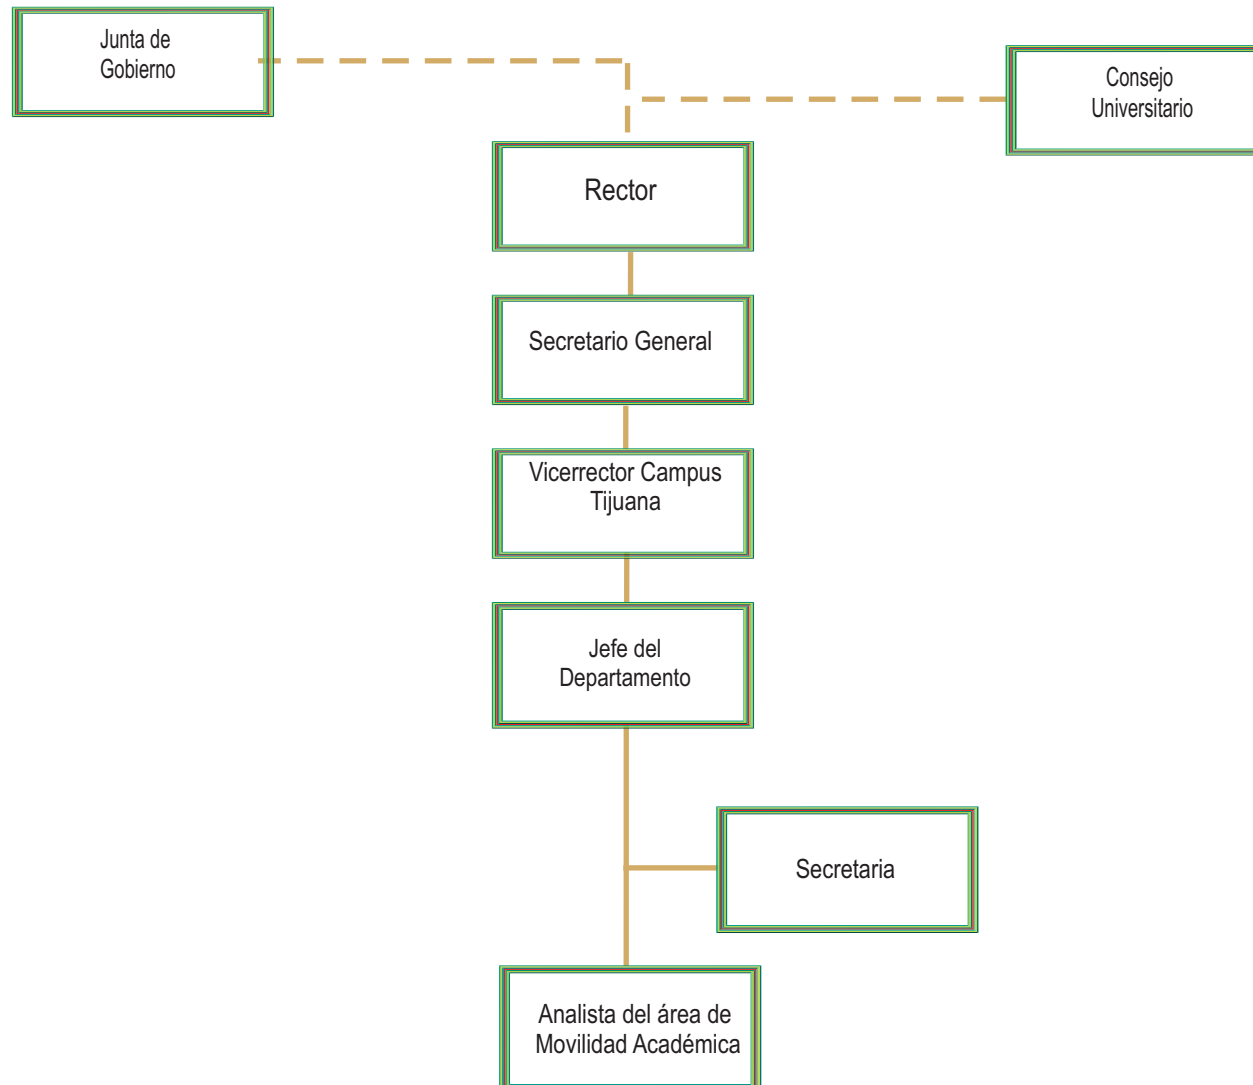 Junta de
Gobierno
Consejo
Universitario
Rector
Secretario General
Vicerrector Campus
Tijuana
Jefe del
Departamento
Secretaria
Analista del área de
Movilidad Académica